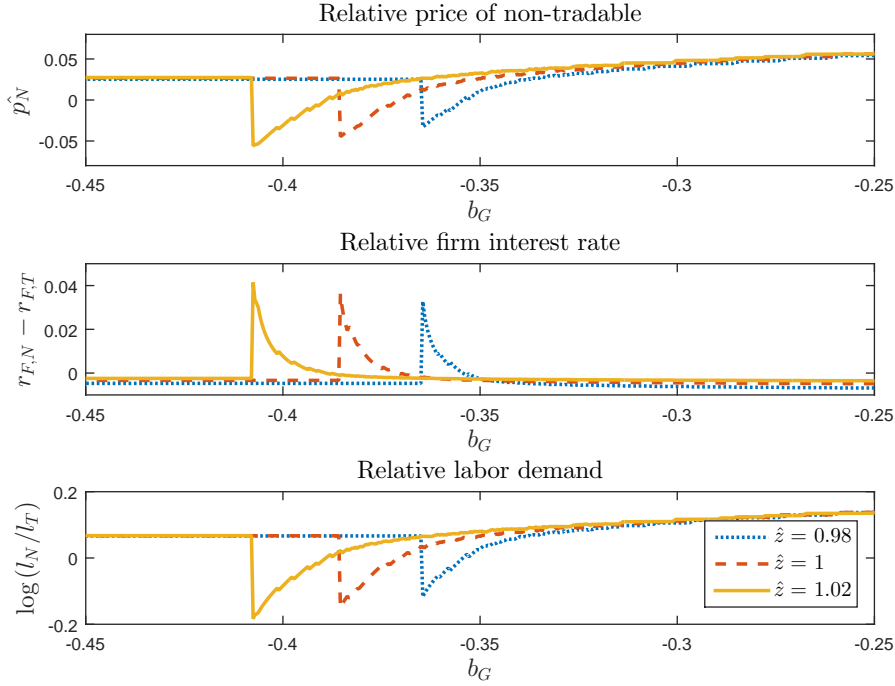 Relative price of non-tradable
0.05
0
-0.05
p̂_N
-0.45 -0.4 -0.35 -0.3 -0.25
b_G
Relative firm interest rate
0.04
0.02
0
r_{F,N} − r_{F,T}
-0.45 -0.4 -0.35 -0.3 -0.25
b_G
Relative labor demand
0.2
0
-0.2
log (l_N/l_T)
ẑ = 0.98
ẑ = 1
ẑ = 1.02
-0.45 -0.4 -0.35 -0.3 -0.25
b_G